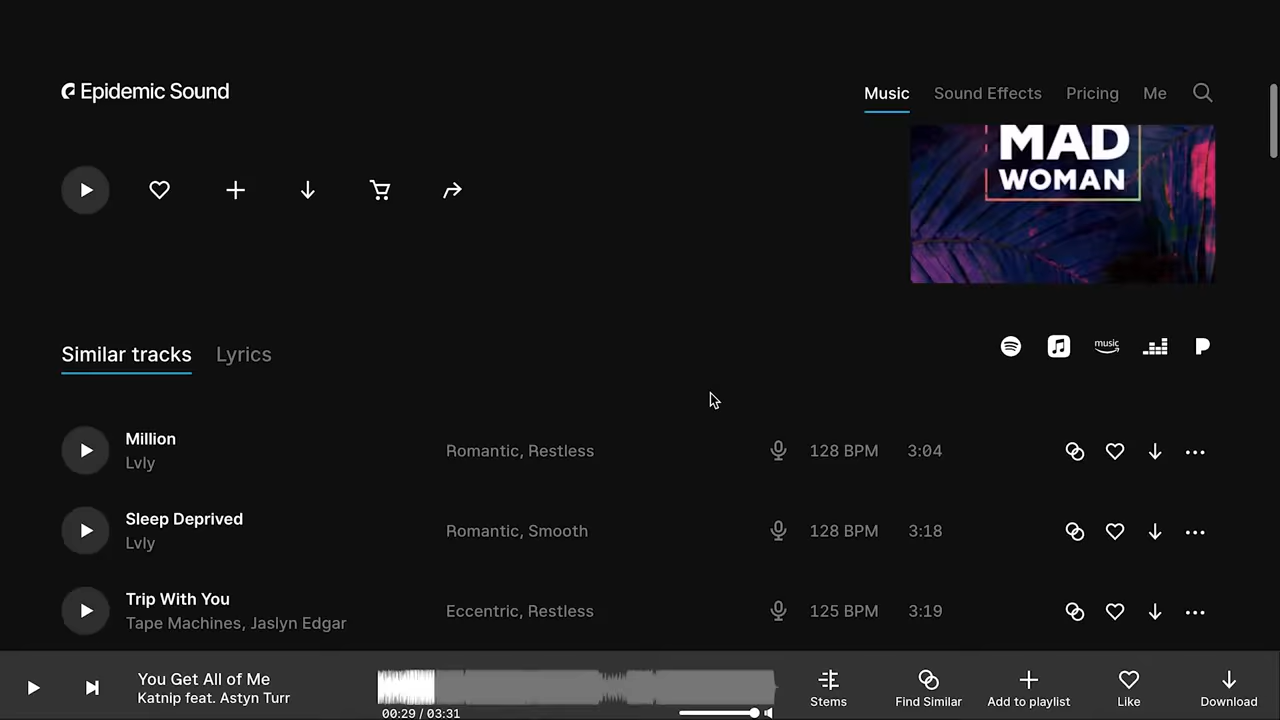 Epidemic Sound
Music Sound Effects Pricing Me
MAD
WOMAN
Similar tracks Lyrics
music
Million
Lvly
Romantic, Restless 128 BPM 3:04
Sleep Deprived
Lvly
Romantic, Smooth 128 BPM 3:18
Trip With You
Tape Machines, Jaslyn Edgar
Eccentric, Restless 125 BPM 3:19
You Get All of Me
Katnip feat. Astyn Turr
00:29 / 03:31
Stems Find Similar Add to playlist Like Download